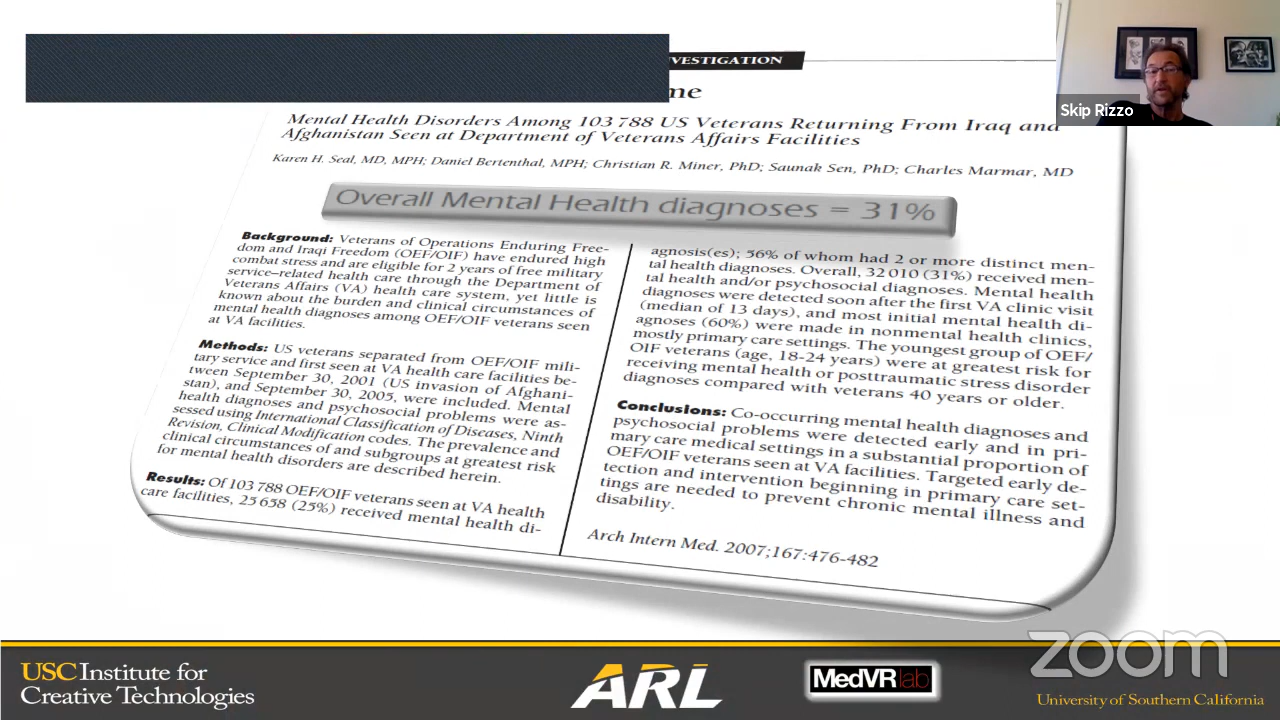 VESTIGATION
me
Skip Rizzo
Mental Health Disorders Among 103 788 US Veterans Returning From Iraq and
Afghanistan Seen at Department of Veterans Affairs Facilities
Karen H. Seal, MD, MPH; Daniel Bertenthal, MPH; Christian R. Miner, PhD; Saunak Sen, PhD; Charles Marmar, MD
Overall Mental Health diagnoses = 31%
Background: Veterans of Operations Enduring Free-
dom and Iraqi Freedom (OEF/OIF) have endured high
combat stress and are eligible for 2 years of free military
service–related health care through the Department of
Veterans Affairs (VA) health care system, yet little is
known about the burden and clinical circumstances of
mental health diagnoses among OEF/OIF veterans seen
at VA facilities.
Methods: US veterans separated from OEF/OIF mili-
tary service and first seen at VA health care facilities be-
tween September 30, 2001 (US invasion of Afghani-
stan), and September 30, 2005, were included. Mental
health diagnoses and psychosocial problems were as-
sessed using International Classification of Diseases, Ninth
Revision, Clinical Modification codes. The prevalence and
clinical circumstances of and subgroups at greatest risk
for mental health disorders are described herein.
Results: Of 103 788 OEF/OIF veterans seen at VA health
care facilities, 25 658 (25%) received mental health di-
agnosis(es); 56% of whom had 2 or more distinct men-
tal health diagnoses. Overall, 32 010 (31%) received men-
tal health and/or psychosocial diagnoses. Mental health
diagnoses were detected soon after the first VA clinic visit
(median of 13 days), and most initial mental health di-
agnoses (60%) were made in nonmental health clinics,
mostly primary care settings. The youngest group of OEF/
OIF veterans (age, 18-24 years) were at greatest risk for
receiving mental health or posttraumatic stress disorder
diagnoses compared with veterans 40 years or older.
Conclusions: Co-occurring mental health diagnoses and
psychosocial problems were detected early and in pri-
mary care medical settings in a substantial proportion of
OEF/OIF veterans seen at VA facilities. Targeted early de-
tection and intervention beginning in primary care set-
tings are needed to prevent chronic mental illness and
disability.
Arch Intern Med. 2007;167:476-482
zoom
USC Institute for
Creative Technologies
ARL
MedVR lab
University of Southern California